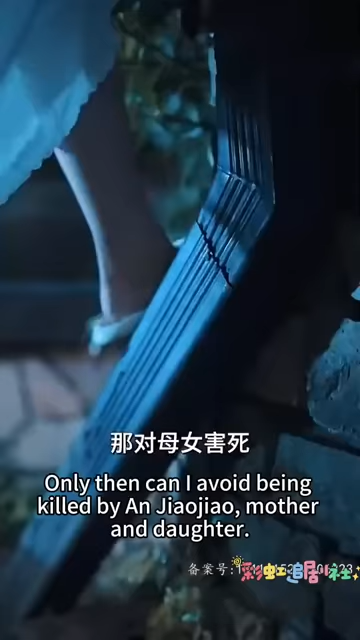 那对母女害死
Only then can I avoid being
killed by An Jiaojiao, mother
and daughter.
备案号:
彩虹追剧社